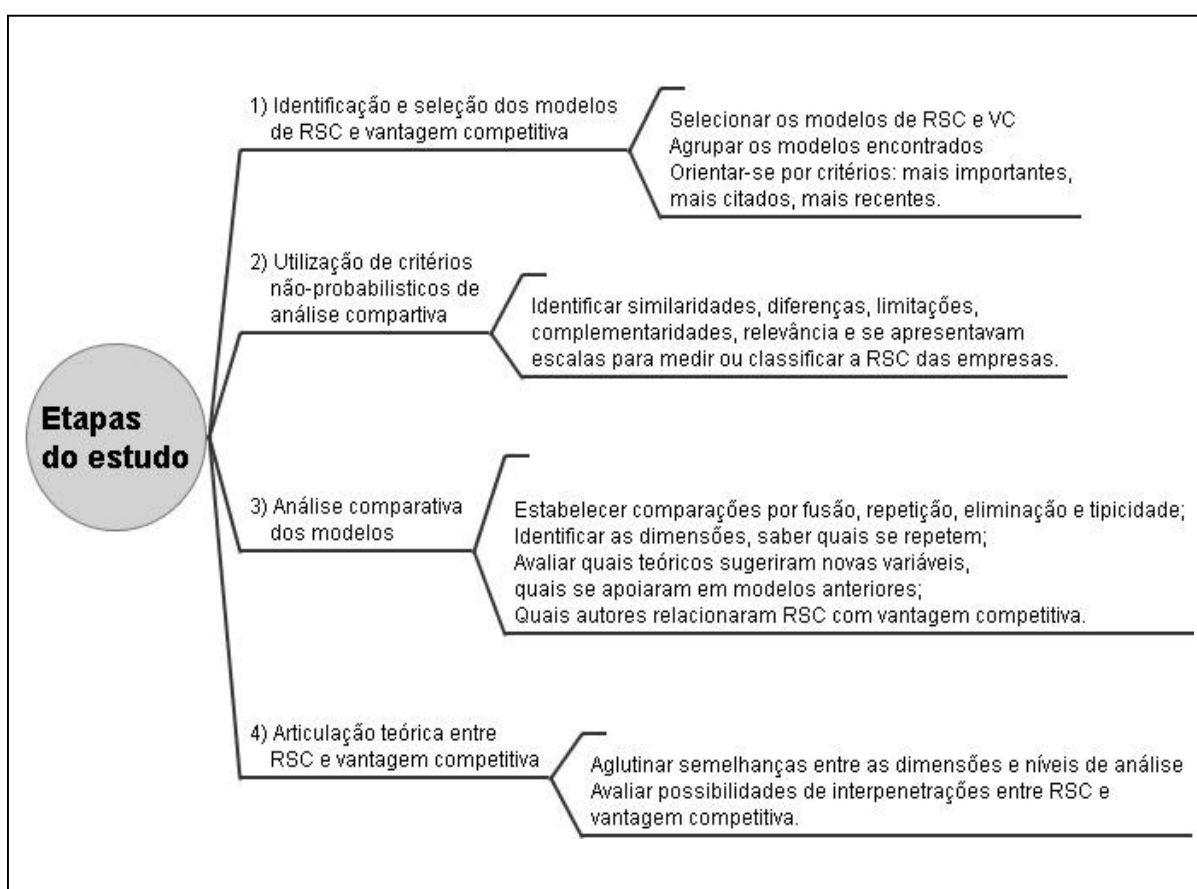 Etapas
do estudo
1) Identificação e seleção dos modelos
de RSC e vantagem competitiva
Selecionar os modelos de RSC e VC
Agrupar os modelos encontrados
Orientar-se por critérios: mais importantes,
mais citados, mais recentes.
2) Utilização de critérios
não-probabilisticos de
análise compartiva
Identificar similaridades, diferenças, limitações,
complementaridades, relevância e se apresentavam
escalas para medir ou classificar a RSC das empresas.
3) Análise comparativa
dos modelos
Estabelecer comparações por fusão, repetição, eliminação e tipicidade;
Identificar as dimensões, saber quais se repetem;
Avaliar quais teóricos sugeriram novas variáveis,
quais se apoiaram em modelos anteriores;
Quais autores relacionaram RSC com vantagem competitiva.
4) Articulação teórica entre
RSC e vantagem competitiva
Aglutinar semelhanças entre as dimensões e níveis de análise
Avaliar possibilidades de interpenetrações entre RSC e
vantagem competitiva.